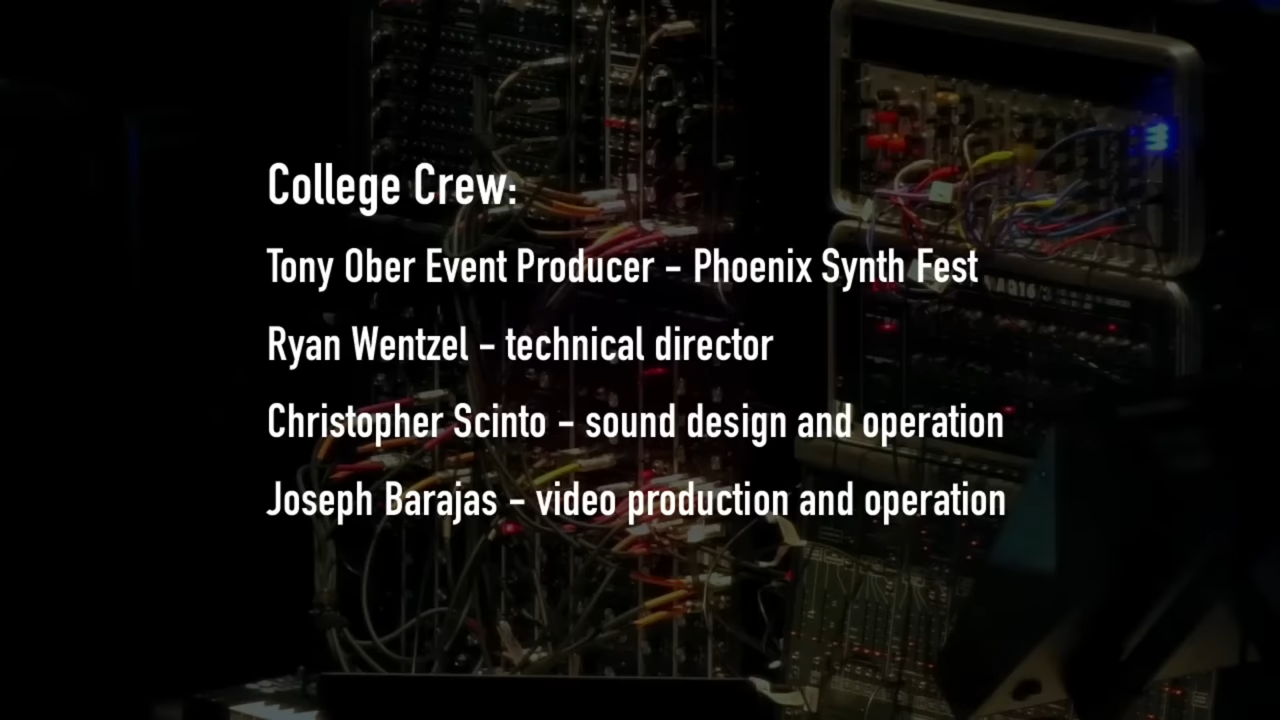 College Crew:
Tony Ober Event Producer - Phoenix Synth Fest
Ryan Wentzel - technical director
Christopher Scinto - sound design and operation
Joseph Barajas - video production and operation